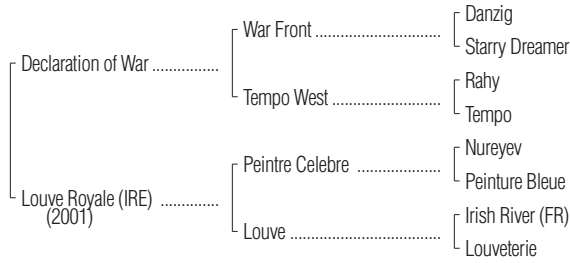 Danzig
War Front ..............................
Starry Dreamer
Declaration of War ................
Rahy
Tempo West ..........................
Tempo
Nureyev
Peintre Celebre ....................
Peinture Bleue
Louve Royale (IRE) ..............
(2001)
Irish River (FR)
Louve ....................................
Louveterie